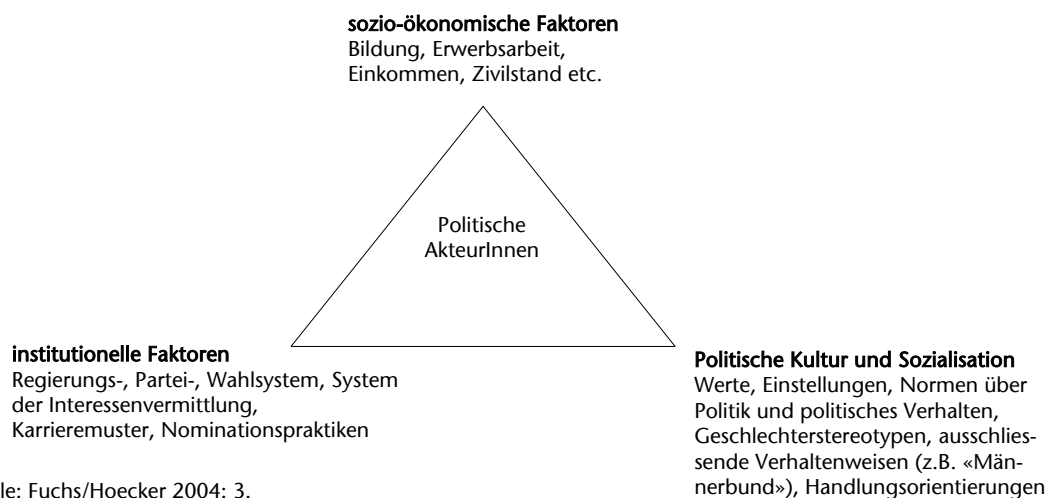 sozio-ökonomische Faktoren
Bildung, Erwerbsarbeit,
Einkommen, Zivilstand etc.
Politische
AkteurInnen
institutionelle Faktoren
Regierungs-, Partei-, Wahlsystem, System
der Interessenvermittlung,
Karrieremuster, Nominationspraktiken
Politische Kultur und Sozialisation
Werte, Einstellungen, Normen über
Politik und politisches Verhalten,
Geschlechterstereotypen, ausschlies-
sende Verhaltenweisen (z.B. «Män-
nerbund»), Handlungsorientierungen
le: Fuchs/Hoecker 2004: 3.